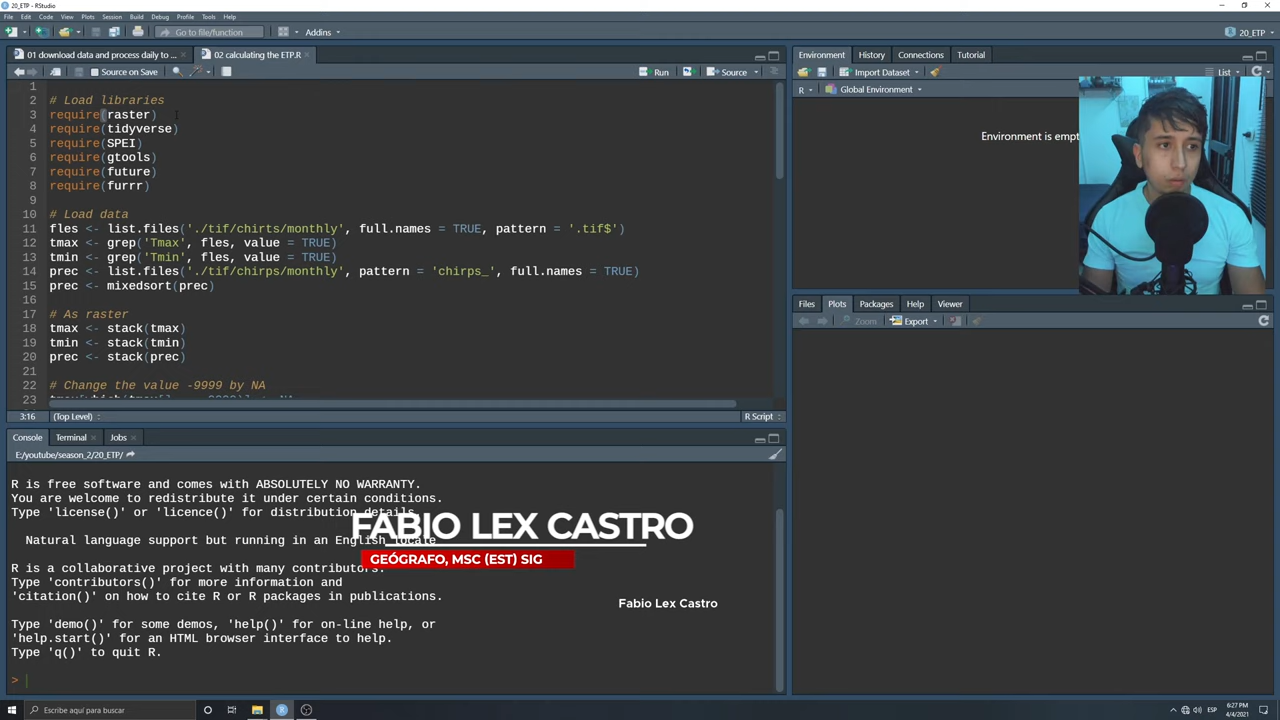 20_ETP - RStudio
File Edit Code View Plots Session Build Debug Profile Tools Help
Go to file/function
Addins
20_ETP
01 download data and process daily to ...
02 calculating the ETP.R
Source on Save
Run
Source
1
2 # Load libraries
3 require(raster)
4 require(tidyverse)
5 require(SPEI)
6 require(gtools)
7 require(future)
8 require(furrr)
9
10 # Load data
11 fles <- list.files('./tif/chirts/monthly', full.names = TRUE, pattern = '.tif$')
12 tmax <- grep('Tmax', fles, value = TRUE)
13 tmin <- grep('Tmin', fles, value = TRUE)
14 prec <- list.files('./tif/chirps/monthly', pattern = 'chirps_', full.names = TRUE)
15 prec <- mixedsort(prec)
16
17 # As raster
18 tmax <- stack(tmax)
19 tmin <- stack(tmin)
20 prec <- stack(prec)
21
22 # Change the value -9999 by NA
23
3:16 (Top Level) R Script
Console Terminal Jobs
E:/youtube/season_2/20_ETP/
R is free software and comes with ABSOLUTELY NO WARRANTY.
You are welcome to redistribute it under certain conditions.
Type 'license()' or 'licence()' for distribution details.
Natural language support but running in an English locale
R is a collaborative project with many contributors.
Type 'contributors()' for more information and
'citation()' on how to cite R or R packages in publications.
Type 'demo()' for some demos, 'help()' for on-line help, or
'help.start()' for an HTML browser interface to help.
Type 'q()' to quit R.
>
Environment History Connections Tutorial
Import Dataset
List
R Global Environment
Environment is empt
Files Plots Packages Help Viewer
Zoom Export
FABIO LEX CASTRO
GEÓGRAFO, MSC (EST) SIG
Fabio Lex Castro
Escribe aquí para buscar
ESP
6:27 PM
4/4/2021